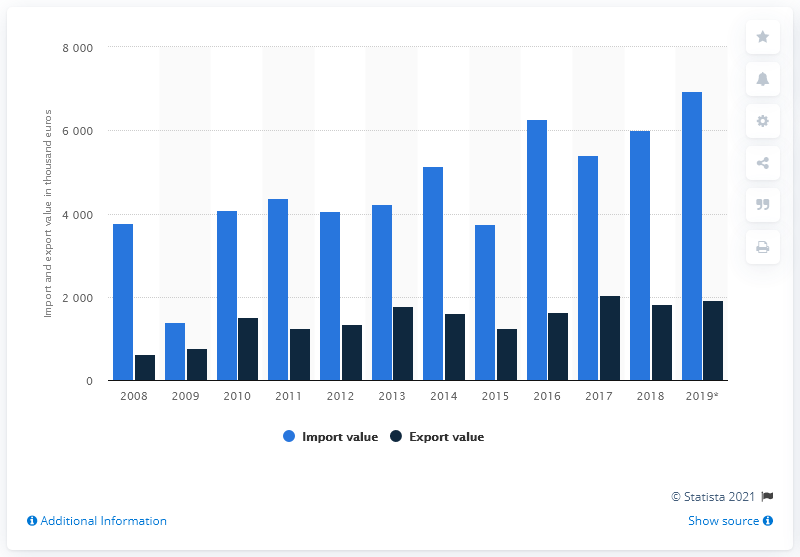 8 000
6 000
4 000
2 000
0
Import and export value in thousand euros
2008 2009 2010 2011 2012 2013 2014 2015 2016 2017 2018 2019*
Import value Export value
© Statista 2021
Additional Information Show source